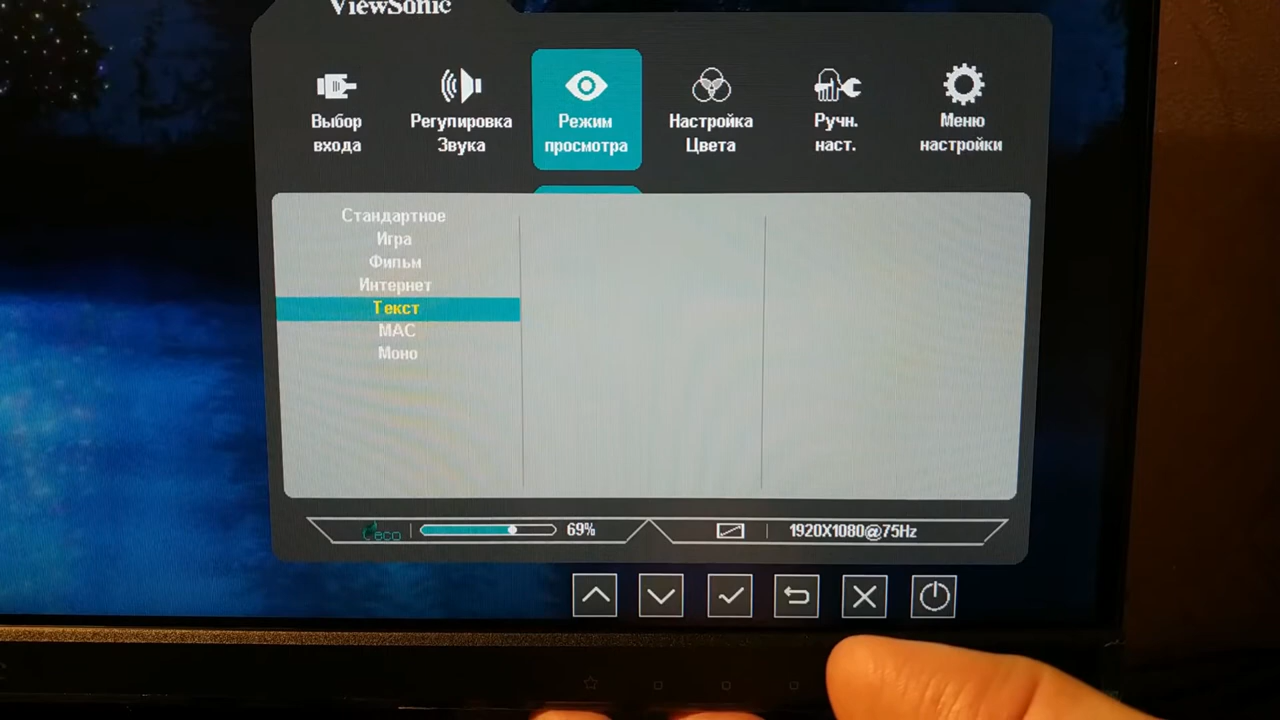 ViewSonic
Выбор входа
Регулировка Звука
Режим просмотра
Настройка Цвета
Ручн. наст.
Меню настройки
Стандартное
Игра
Фильм
Интернет
Текст
MAC
Моно
eco
69%
1920X1080@75Hz